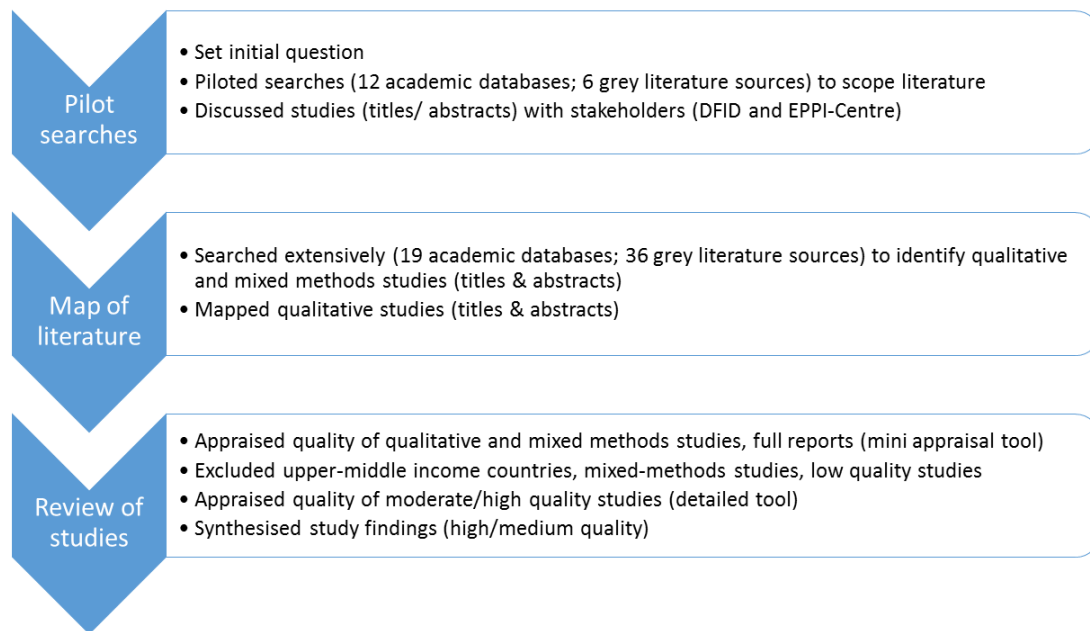 Pilot
searches
• Set initial question
• Piloted searches (12 academic databases; 6 grey literature sources) to scope literature
• Discussed studies (titles/ abstracts) with stakeholders (DFID and EPPI-Centre)
Map of
literature
• Searched extensively (19 academic databases; 36 grey literature sources) to identify qualitative
and mixed methods studies (titles & abstracts)
• Mapped qualitative studies (titles & abstracts)
Review of
studies
• Appraised quality of qualitative and mixed methods studies, full reports (mini appraisal tool)
• Excluded upper-middle income countries, mixed-methods studies, low quality studies
• Appraised quality of moderate/high quality studies (detailed tool)
• Synthesised study findings (high/medium quality)